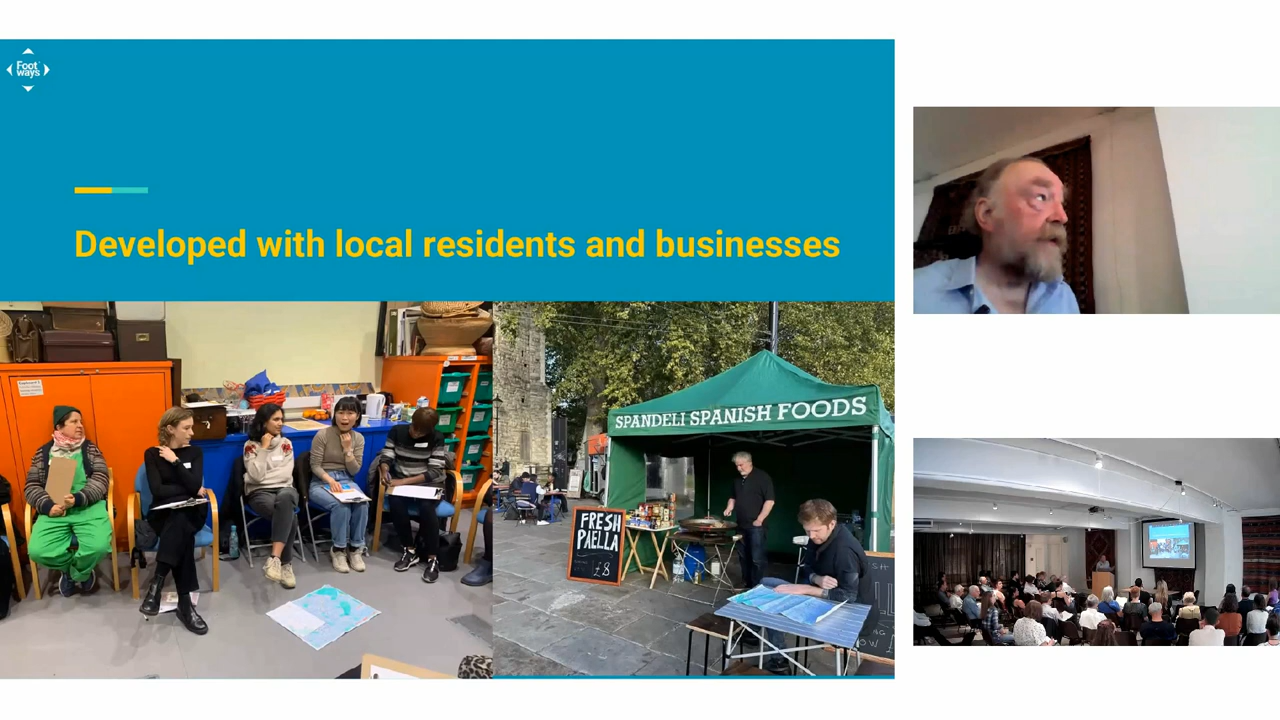 Foot
ways
Developed with local residents and businesses
SPANDELI SPANISH FOODS
FRESH
PAELLA
£8